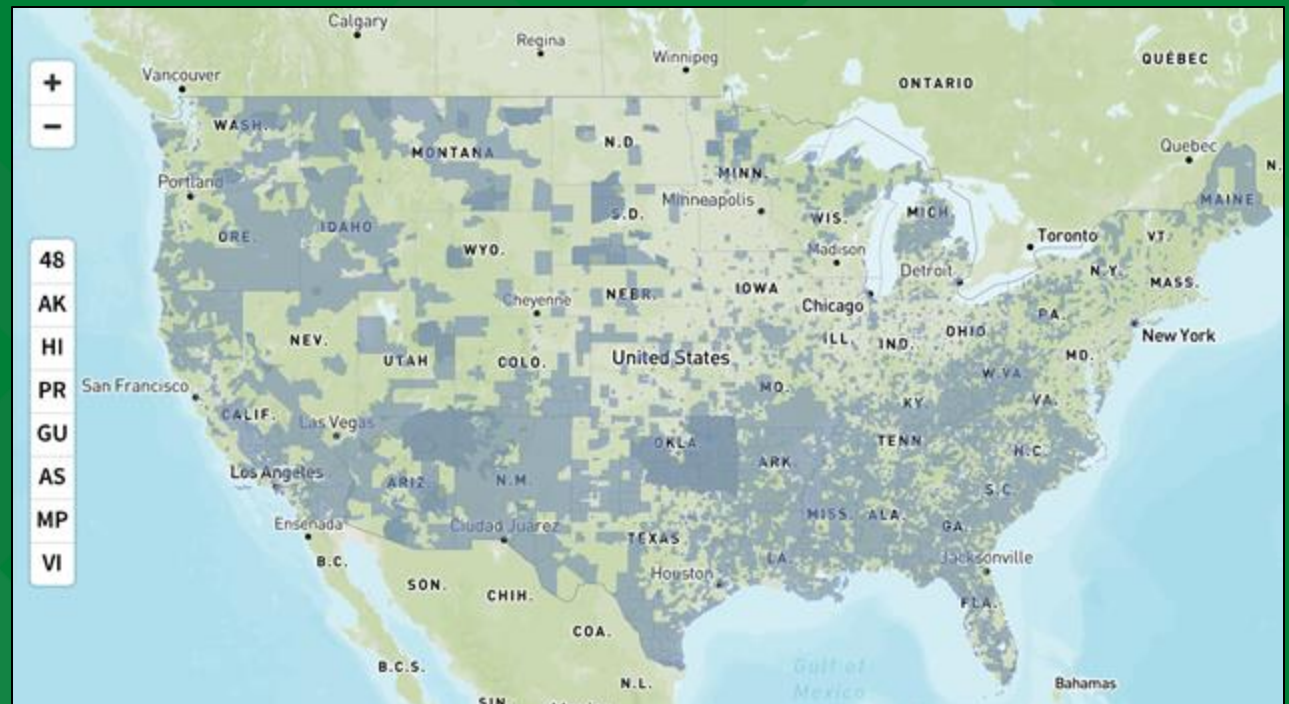 Calgary
Regina
Winnipeg
Vancouver
ONTARIO
QUÉBEC
+
−
WASH.
MONTANA
N.D.
MINN.
Quebec
N.
MAINE
Portland
ORE.
IDAHO
S.D.
Minneapolis
WIS.
MICH.
Toronto
VT.
48
AK
HI
PR
GU
AS
MP
VI
WYO.
Madison
Detroit
N.Y.
MASS.
Cheyenne
NEBR.
IOWA
Chicago
PA.
New York
NEV.
UTAH
COLO.
United States
ILL.
IND.
OHIO
MD.
San Francisco
MO.
W.VA.
KY.
VA.
CALIF.
Las Vegas
OKLA.
TENN.
N.C.
Los Angeles
ARIZ.
N.M.
ARK.
S.C.
Ensenada
Ciudad Juárez
TEXAS
MISS.
ALA.
GA.
B.C.
SON.
CHIH.
Houston
LA.
Jacksonville
FLA.
COA.
B.C.S.
N.L.
Gulf of
Mexico
Bahamas
SIN.